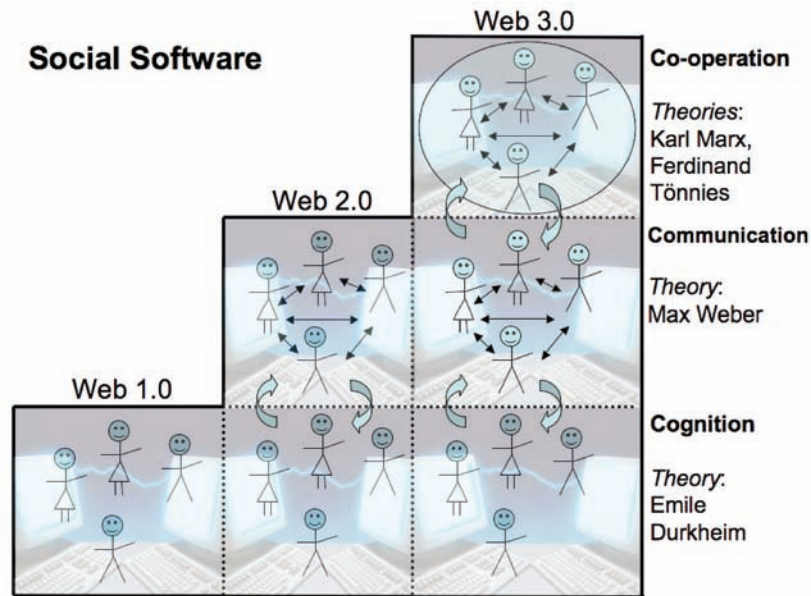 Social Software
Web 3.0
Co-operation
Theories:
Karl Marx,
Ferdinand
Tönnies
Web 2.0
Communication
Theory:
Max Weber
Web 1.0
Cognition
Theory:
Emile
Durkheim